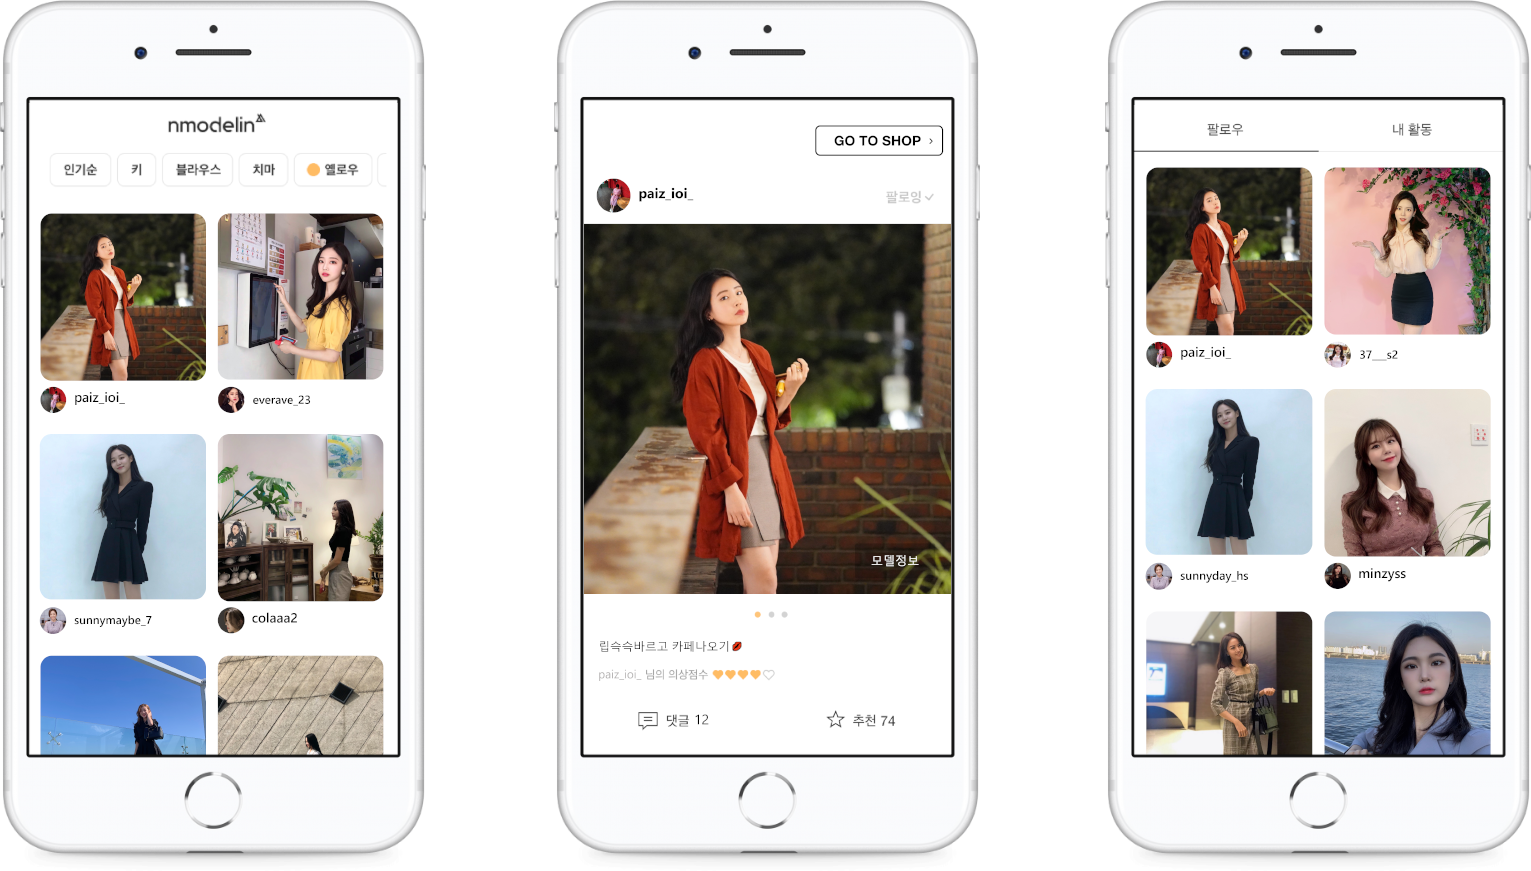 nmodelin
인기순 키 블라우스 치마 옐로우
paiz_ioi_ everave_23
sunnymaybe_7 colaaa2
GO TO SHOP ›
paiz_ioi_ 팔로잉
모델정보
립슥슥바르고 카페나오기
paiz_ioi_ 님의 의상점수
댓글 12 추천 74
팔로우 내 활동
paiz_ioi_ 37___s2
sunnyday_hs minzyss